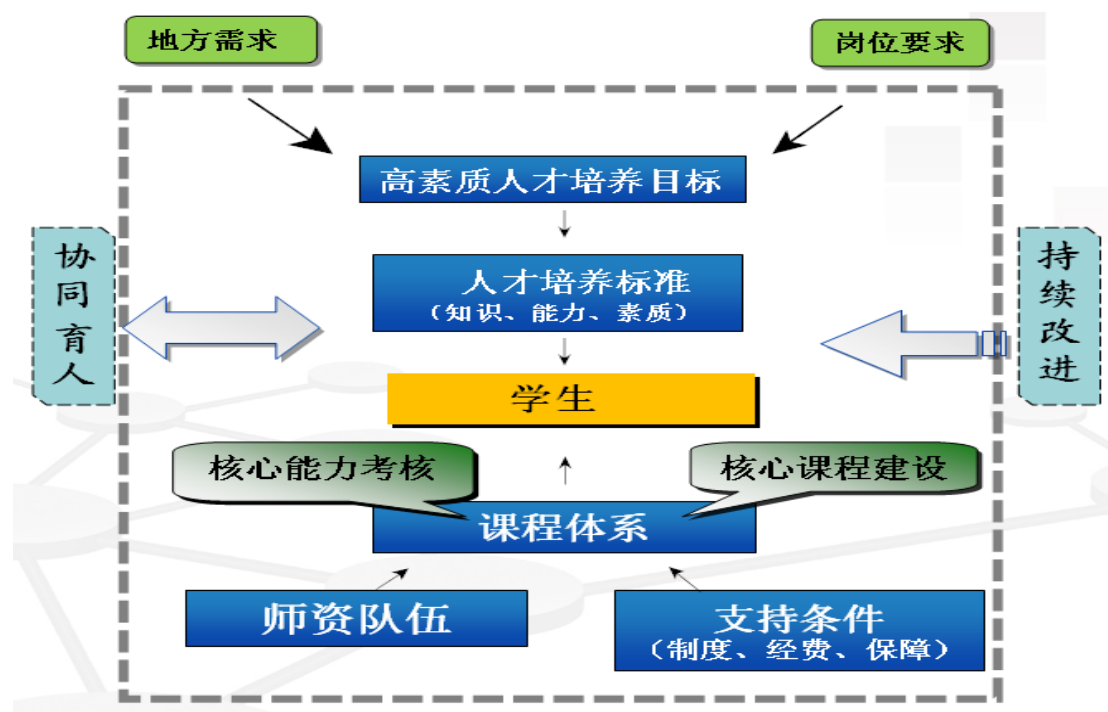 地方需求
岗位要求
高素质人才培养目标
人才培养标准
（知识、能力、素质）
协同育人
持续改进
学生
核心能力考核
核心课程建设
课程体系
师资队伍
支持条件
（制度、经费、保障）